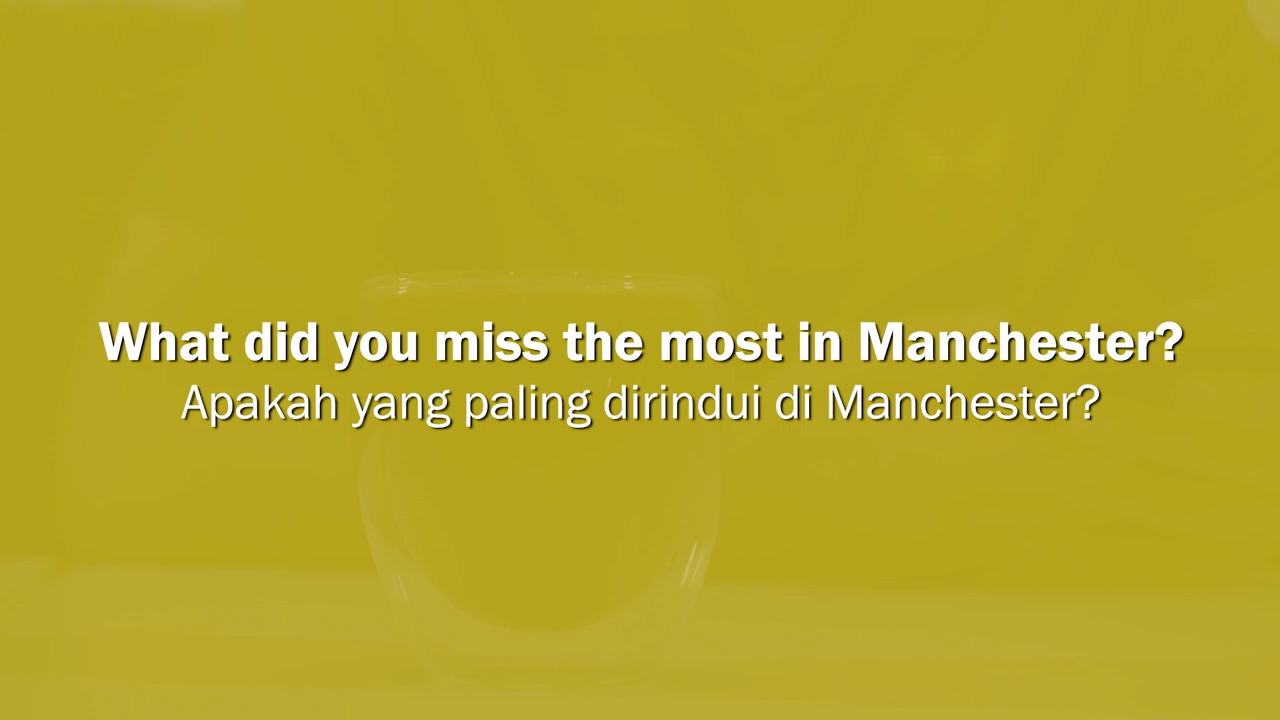 What did you miss the most in Manchester?
Apakah yang paling dirindui di Manchester?